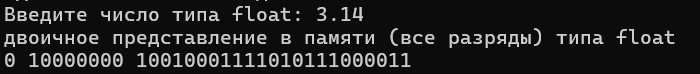 Введите число типа float: 3.14
двоичное представление в памяти (все разряды) типа float
0 10000000 10010001111010111000011